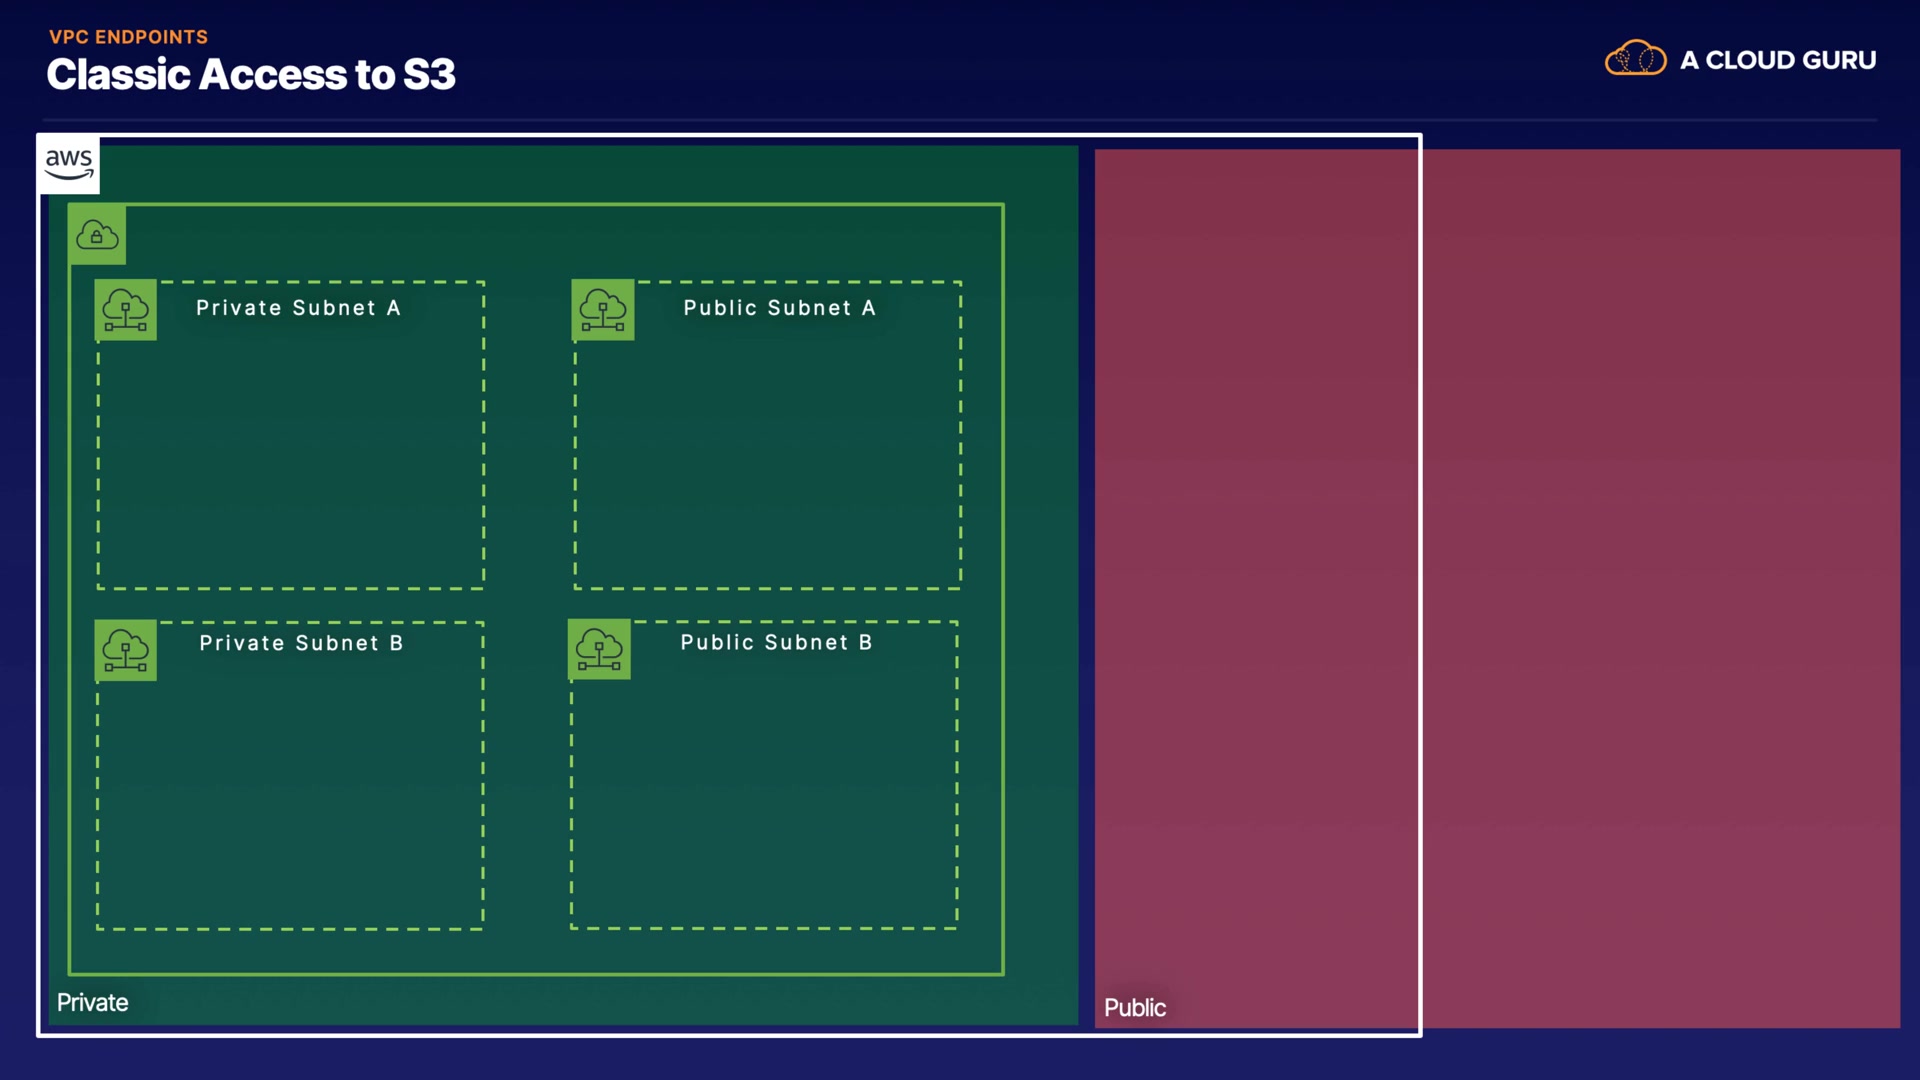 VPC ENDPOINTS
Classic Access to S3
A CLOUD GURU
aws
Private Subnet A
Public Subnet A
Private Subnet B
Public Subnet B
Private
Public